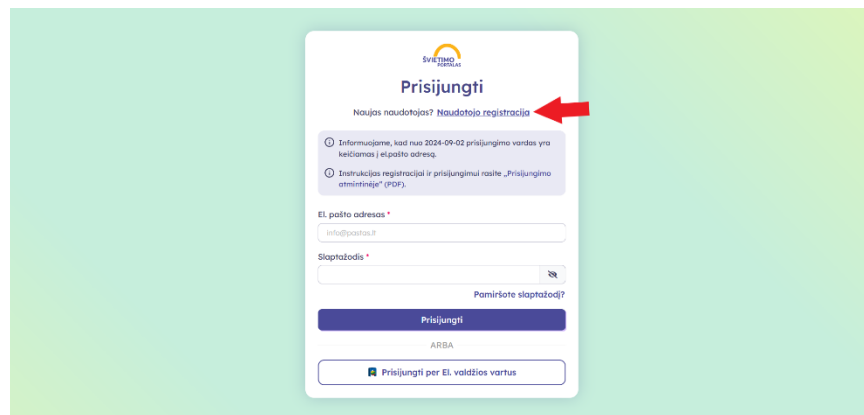 ŠVIETIMO
PORTALAS
Prisijungti
Naujas naudotojas? Naudotojo registracija
Informuojame, kad nuo 2024-09-02 prisijungimo vardas yra
keičiamas į el.pašto adresą.
Instrukcijas registracijai ir prisijungimui rasite „Prisijungimo
atmintinėje“ (PDF).
El. pašto adresas *
info@pastas.lt
Slaptažodis *
Pamiršote slaptažodį?
Prisijungti
ARBA
Prisijungti per El. valdžios vartus